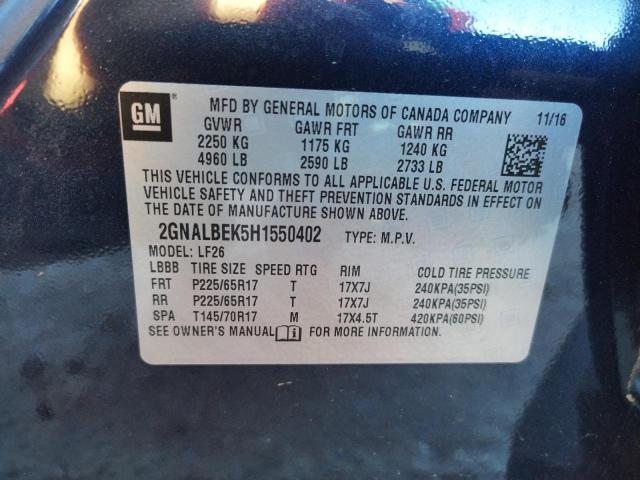 GM ®
MFD BY GENERAL MOTORS OF CANADA COMPANY 11/16
GVWR GAWR FRT GAWR RR
2250 KG 1175 KG 1240 KG
4960 LB 2590 LB 2733 LB
THIS VEHICLE CONFORMS TO ALL APPLICABLE U.S. FEDERAL MOTOR
VEHICLE SAFETY AND THEFT PREVENTION STANDARDS IN EFFECT ON
THE DATE OF MANUFACTURE SHOWN ABOVE.
2GNALBEK5H1550402 TYPE: M.P.V.
MODEL: LF26
LBBB TIRE SIZE SPEED RTG RIM COLD TIRE PRESSURE
FRT P225/65R17 T 17X7J 240KPA(35PSI)
RR P225/65R17 T 17X7J 240KPA(35PSI)
SPA T145/70R17 M 17X4.5T 420KPA(60PSI)
SEE OWNER'S MANUAL FOR MORE INFORMATION.